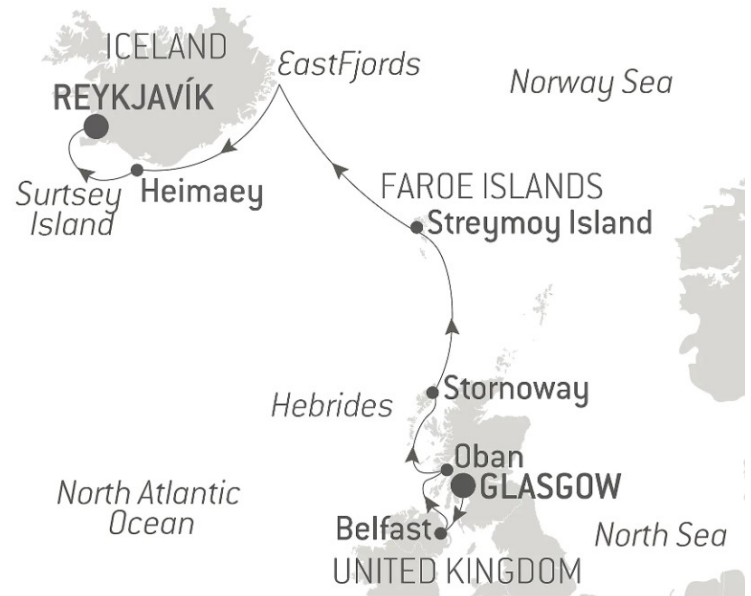 ICELAND
EastFjords
Norway Sea
REYKJAVÍK
FAROE ISLANDS
Surtsey
Island
Heimaey
Streymoy Island
Stornoway
Hebrides
Oban
GLASGOW
North Atlantic
Ocean
Belfast
North Sea
UNITED KINGDOM